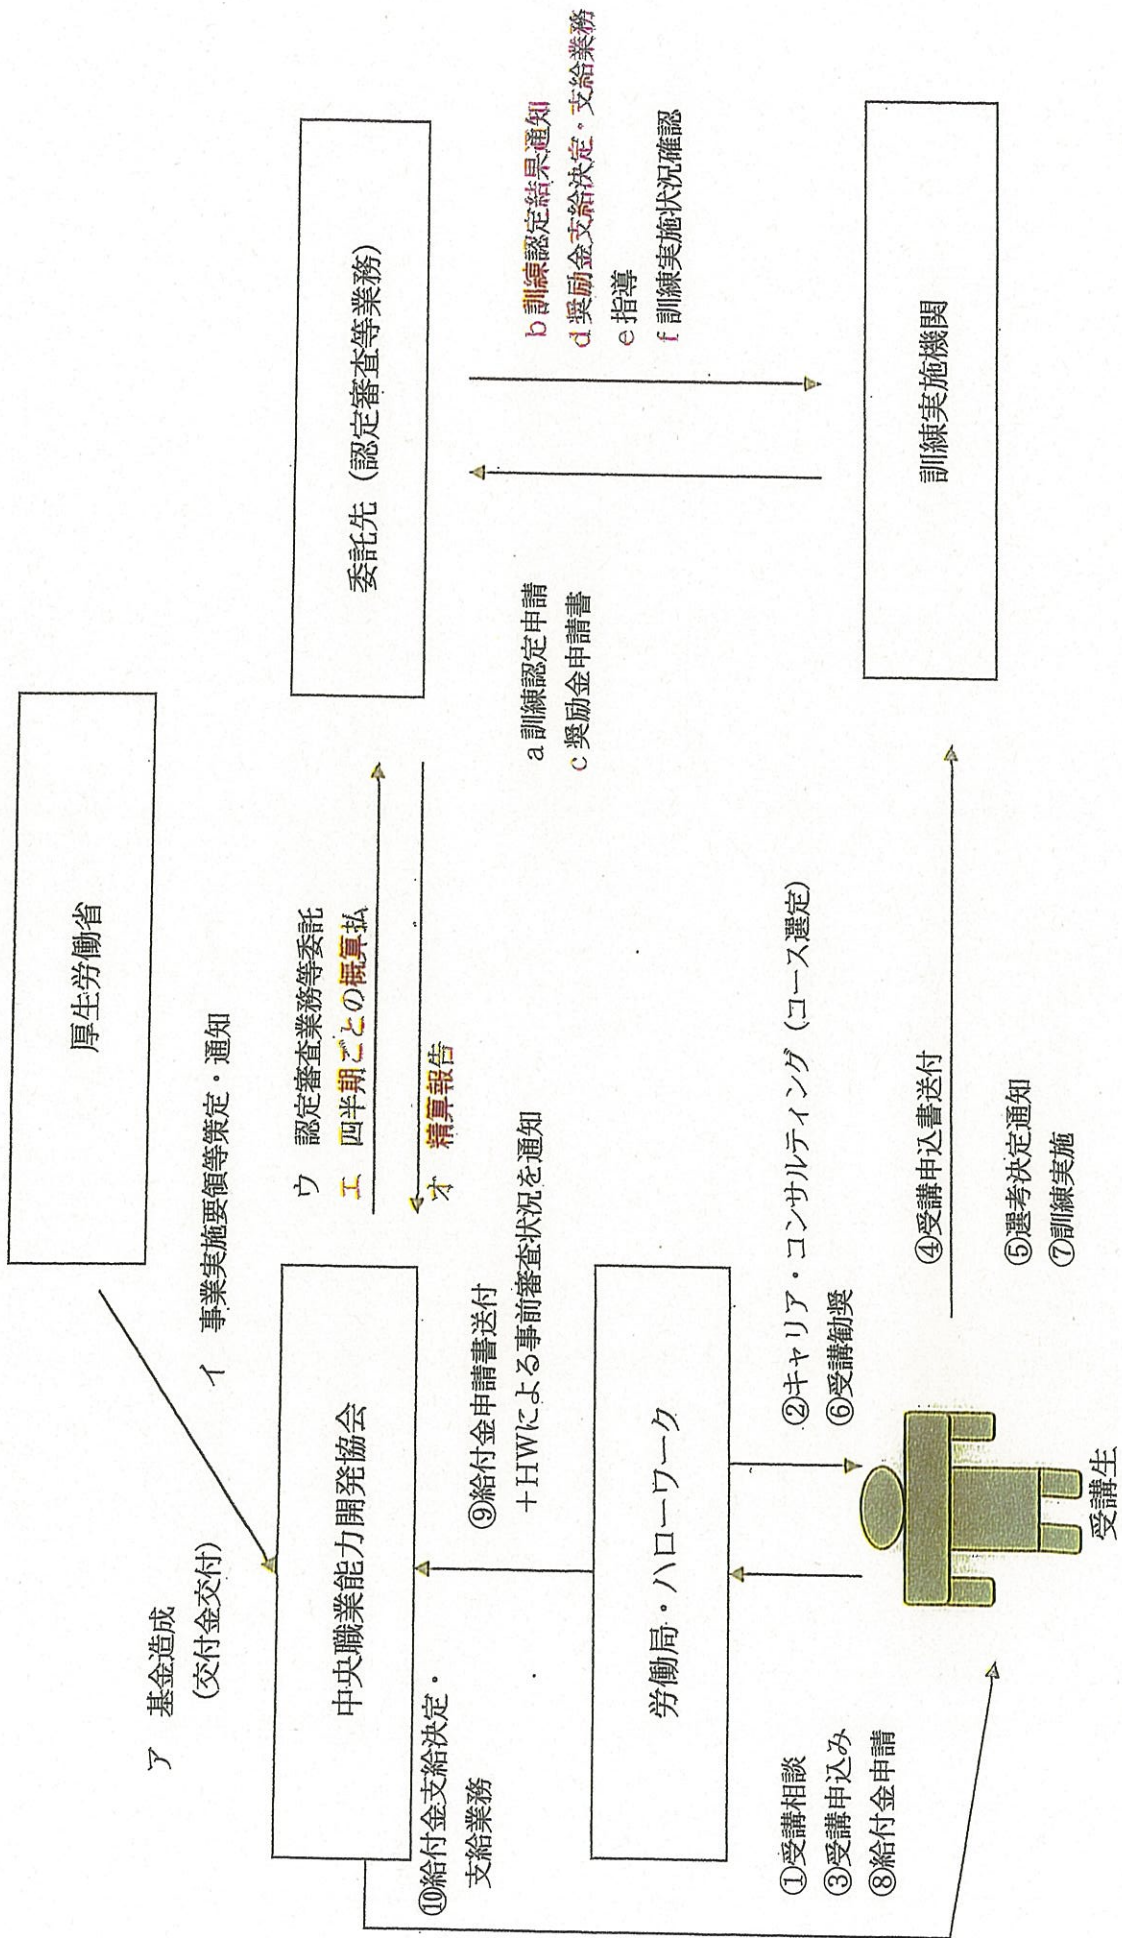 厚生労働省
ア 基金造成
(交付金交付)
イ 事業実施要領等策定・通知
中央職業能力開発協会
ウ 認定審査業務等委託
エ 四半期ごとの概算払
オ 精算報告
委託先（認定審査等業務）
⑩給付金支給決定・
支給業務
⑨給付金申請書送付
+HWによる事前審査状況を通知
a 訓練認定申請
c 奨励金申請書
b 訓練認定結果通知
d 奨励金支給決定・支給業務
e 指導
f 訓練実施状況確認
労働局・ハローワーク
①受講相談
③受講申込み
⑧給付金申請
②キャリア・コンサルティング（コース選定）
⑥受講勧奨
④受講申込書送付
訓練実施機関
⑤選考決定通知
⑦訓練実施
受講生